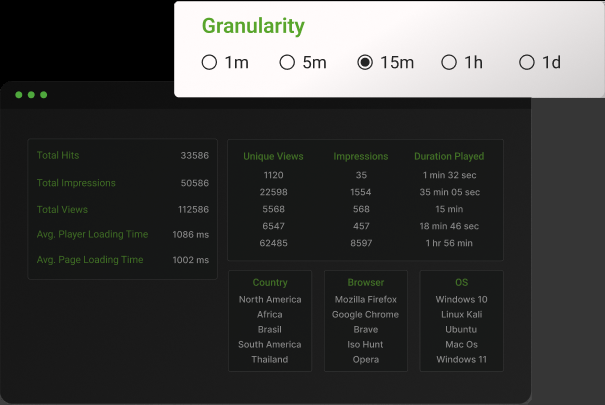 Granularity
1m 5m 15m 1h 1d
Total Hits 33586
Total Impressions 50586
Total Views 112586
Avg. Player Loading Time 1086 ms
Avg. Page Loading Time 1002 ms
Unique Views Impressions Duration Played
1120 35 1 min 32 sec
22598 1554 35 min 05 sec
5568 568 15 min
6547 457 18 min 46 sec
62485 8597 1 hr 56 min
Country
North America
Africa
Brasil
South America
Thailand
Browser
Mozilla Firefox
Google Chrome
Brave
Iso Hunt
Opera
OS
Windows 10
Linux Kali
Ubuntu
Mac Os
Windows 11